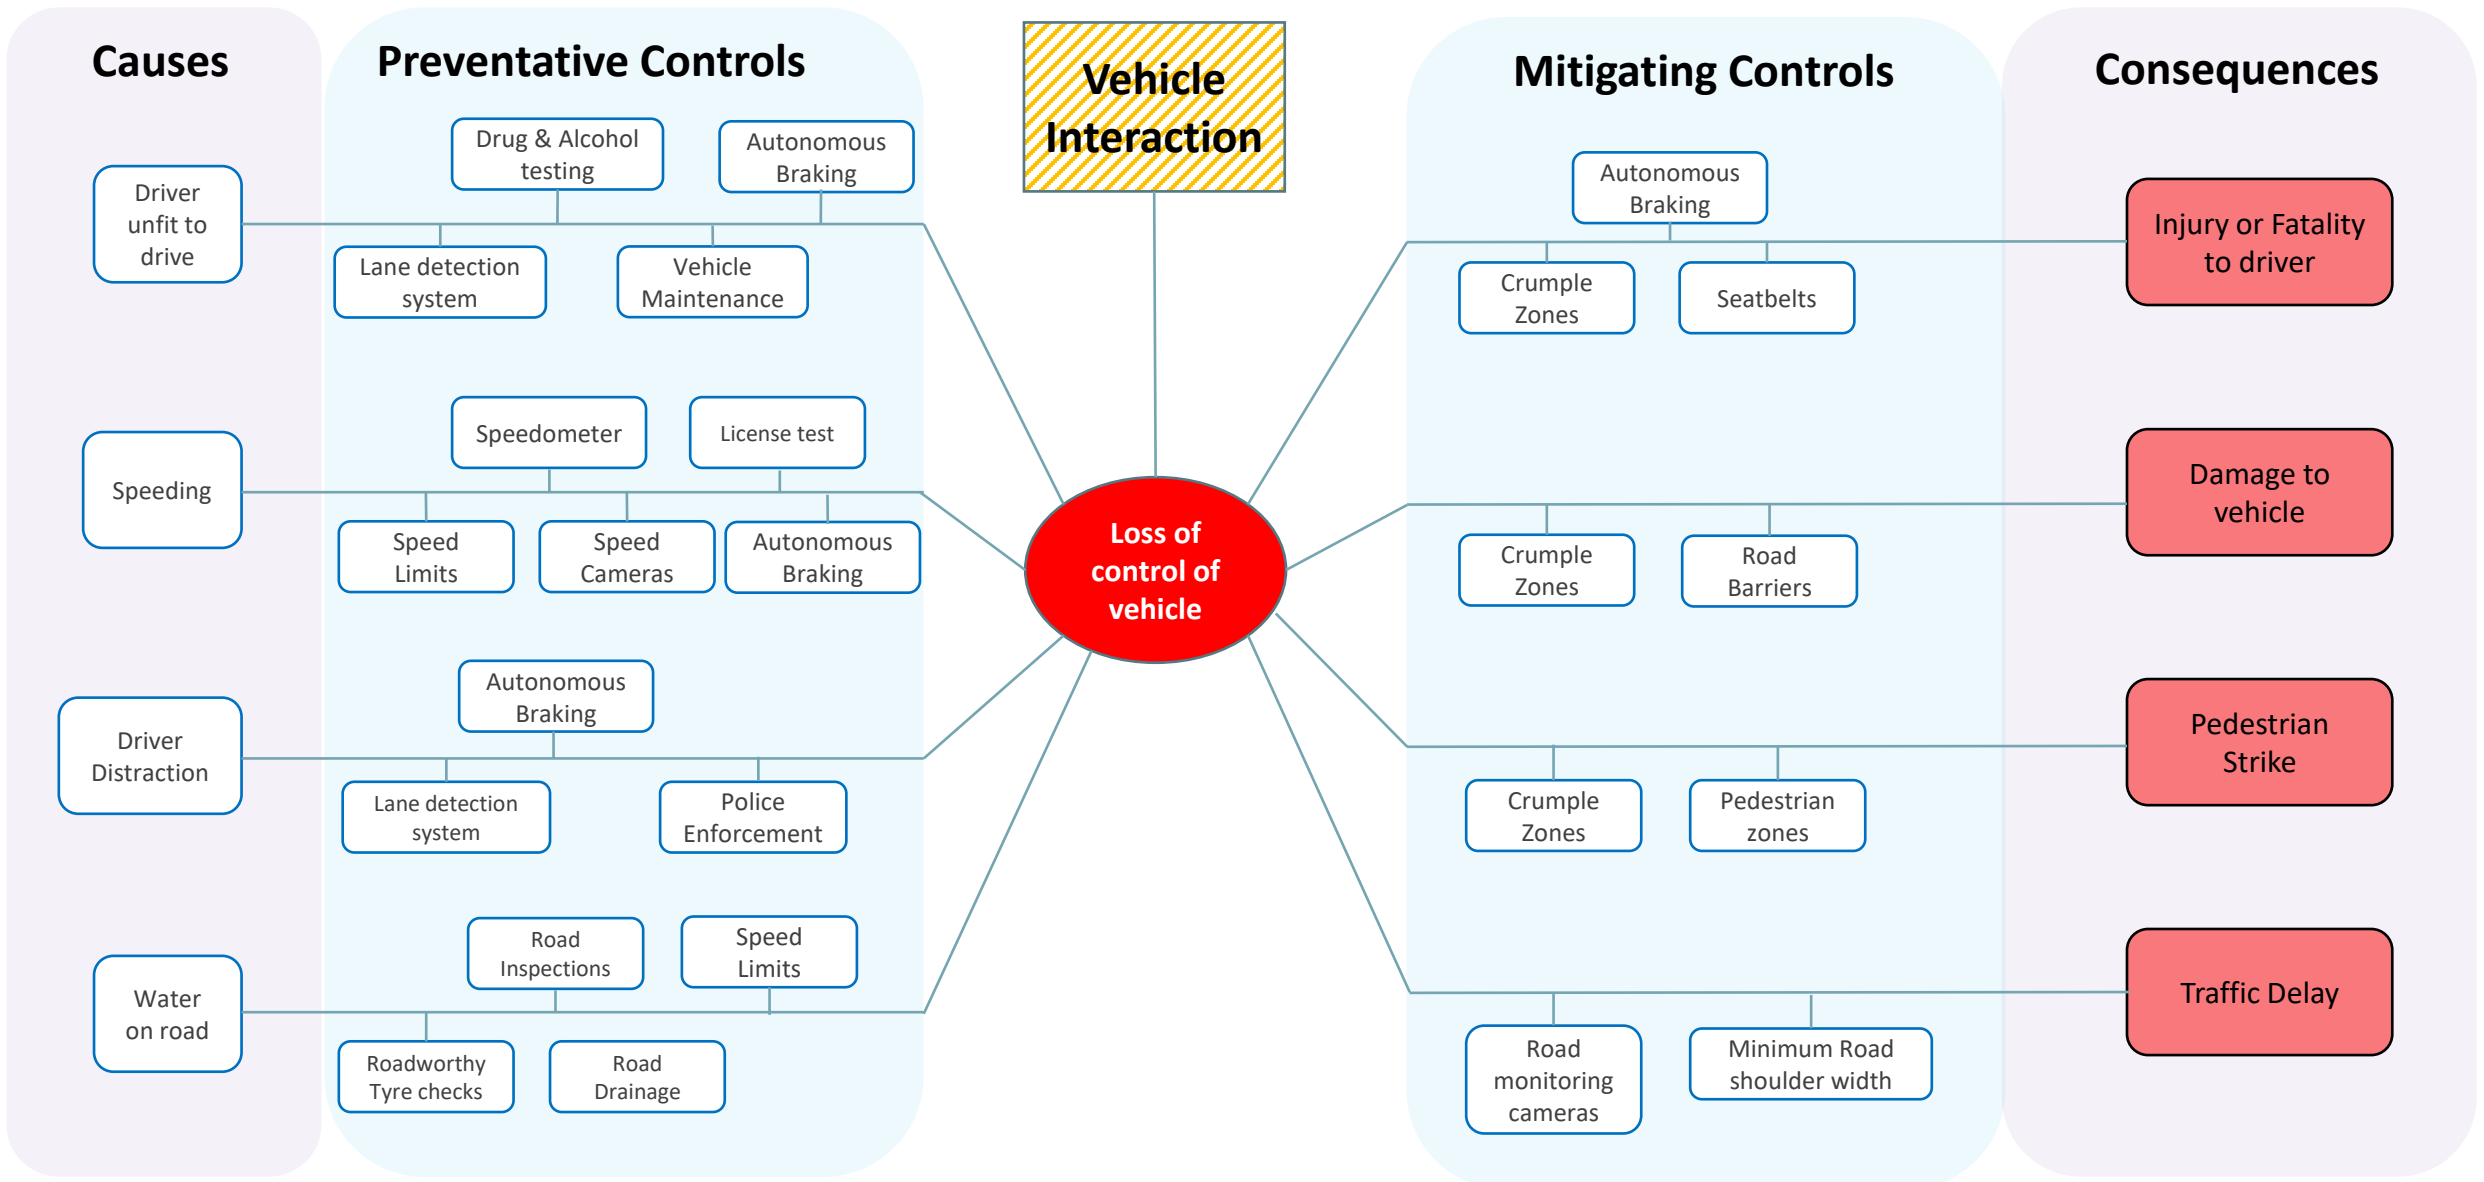 Causes
Preventative Controls
Vehicle
Interaction
Mitigating Controls
Consequences
Driver
unfit to
drive
Drug & Alcohol
testing
Autonomous
Braking
Lane detection
system
Vehicle
Maintenance
Speeding
Speedometer
License test
Speed
Limits
Speed
Cameras
Autonomous
Braking
Driver
Distraction
Autonomous
Braking
Lane detection
system
Police
Enforcement
Water
on road
Road
Inspections
Speed
Limits
Roadworthy
Tyre checks
Road
Drainage
Loss of
control of
vehicle
Autonomous
Braking
Crumple
Zones
Seatbelts
Injury or Fatality
to driver
Crumple
Zones
Road
Barriers
Damage to
vehicle
Crumple
Zones
Pedestrian
zones
Pedestrian
Strike
Road
monitoring
cameras
Minimum Road
shoulder width
Traffic Delay